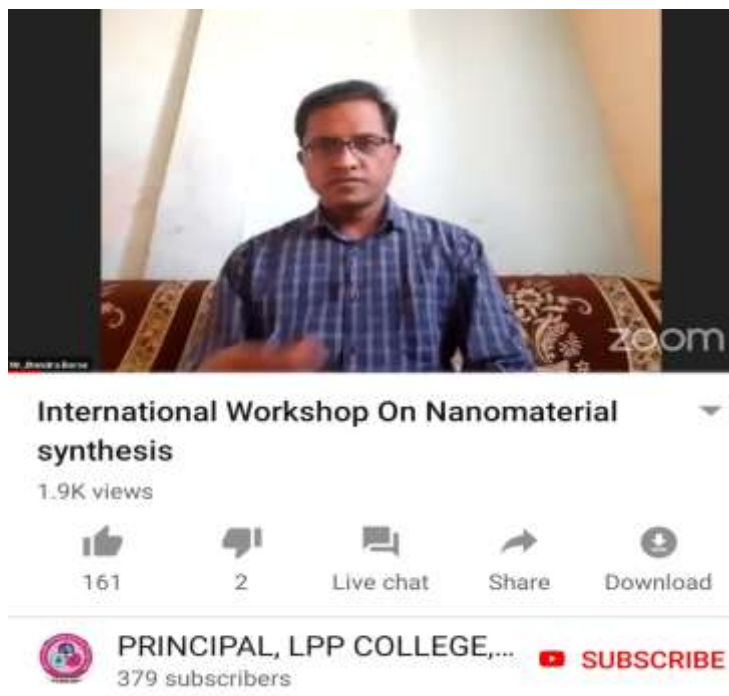 zoom
International Workshop On Nanomaterial
synthesis
1.9K views
161
2
Live chat
Share
Download
PRINCIPAL, LPP COLLEGE,...
SUBSCRIBE
379 subscribers